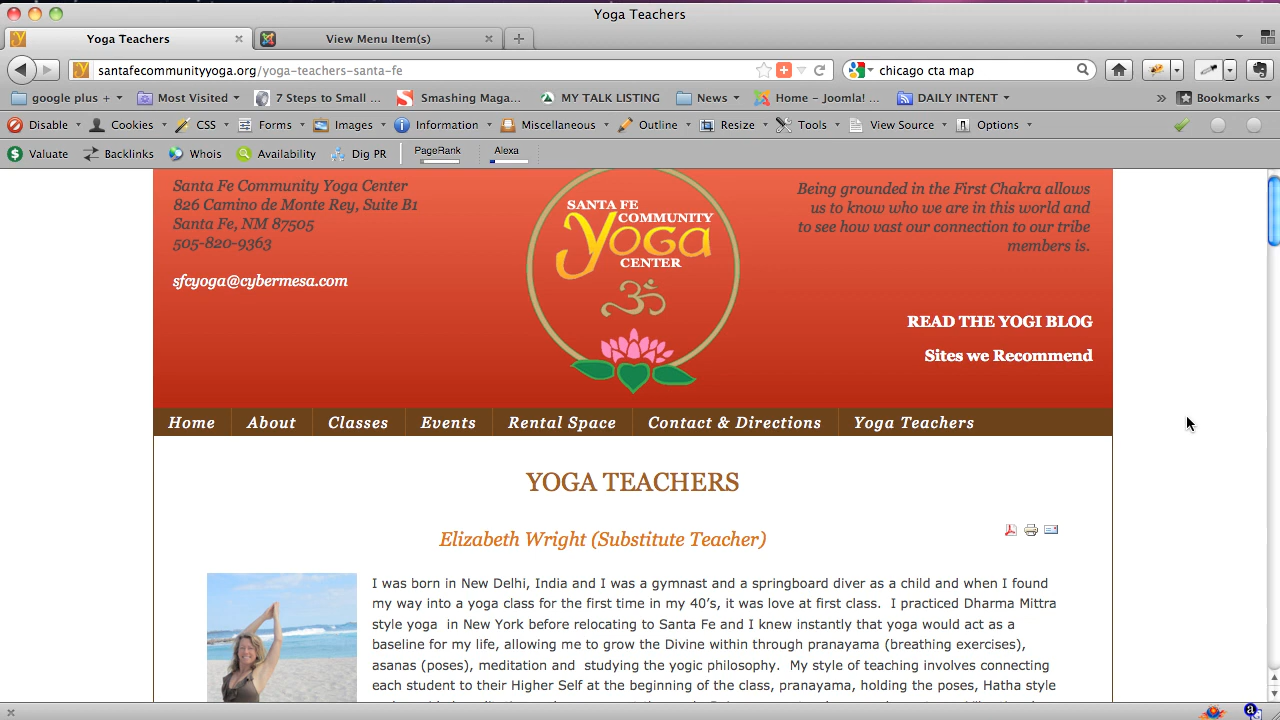 Yoga Teachers
Yoga Teachers
View Menu Item(s)
santafecommunityyoga.org/yoga-teachers-santa-fe
chicago cta map
google plus +
Most Visited
7 Steps to Small ...
Smashing Maga...
MY TALK LISTING
News
Home – Joomla! ...
DAILY INTENT
»
Bookmarks
Disable
Cookies
CSS
Forms
Images
Information
Miscellaneous
Outline
Resize
Tools
View Source
Options
Valuate
Backlinks
Whois
Availability
Dig PR
PageRank
Alexa
Santa Fe Community Yoga Center
826 Camino de Monte Rey, Suite B1
Santa Fe, NM 87505
505-820-9363
sfcyoga@cybermesa.com
SANTA FE
COMMUNITY
yoga
CENTER
ॐ
Being grounded in the First Chakra allows
us to know who we are in this world and
to see how vast our connection to our tribe
members is.
READ THE YOGI BLOG
Sites we Recommend
Home
About
Classes
Events
Rental Space
Contact & Directions
Yoga Teachers
YOGA TEACHERS
Elizabeth Wright (Substitute Teacher)
I was born in New Delhi, India and I was a gymnast and a springboard diver as a child and when I found
my way into a yoga class for the first time in my 40's, it was love at first class.  I practiced Dharma Mittra
style yoga  in New York before relocating to Santa Fe and I knew instantly that yoga would act as a
baseline for my life, allowing me to grow the Divine within through pranayama (breathing exercises),
asanas (poses), meditation and  studying the yogic philosophy.  My style of teaching involves connecting
each student to their Higher Self at the beginning of the class, pranayama, holding the poses, Hatha style